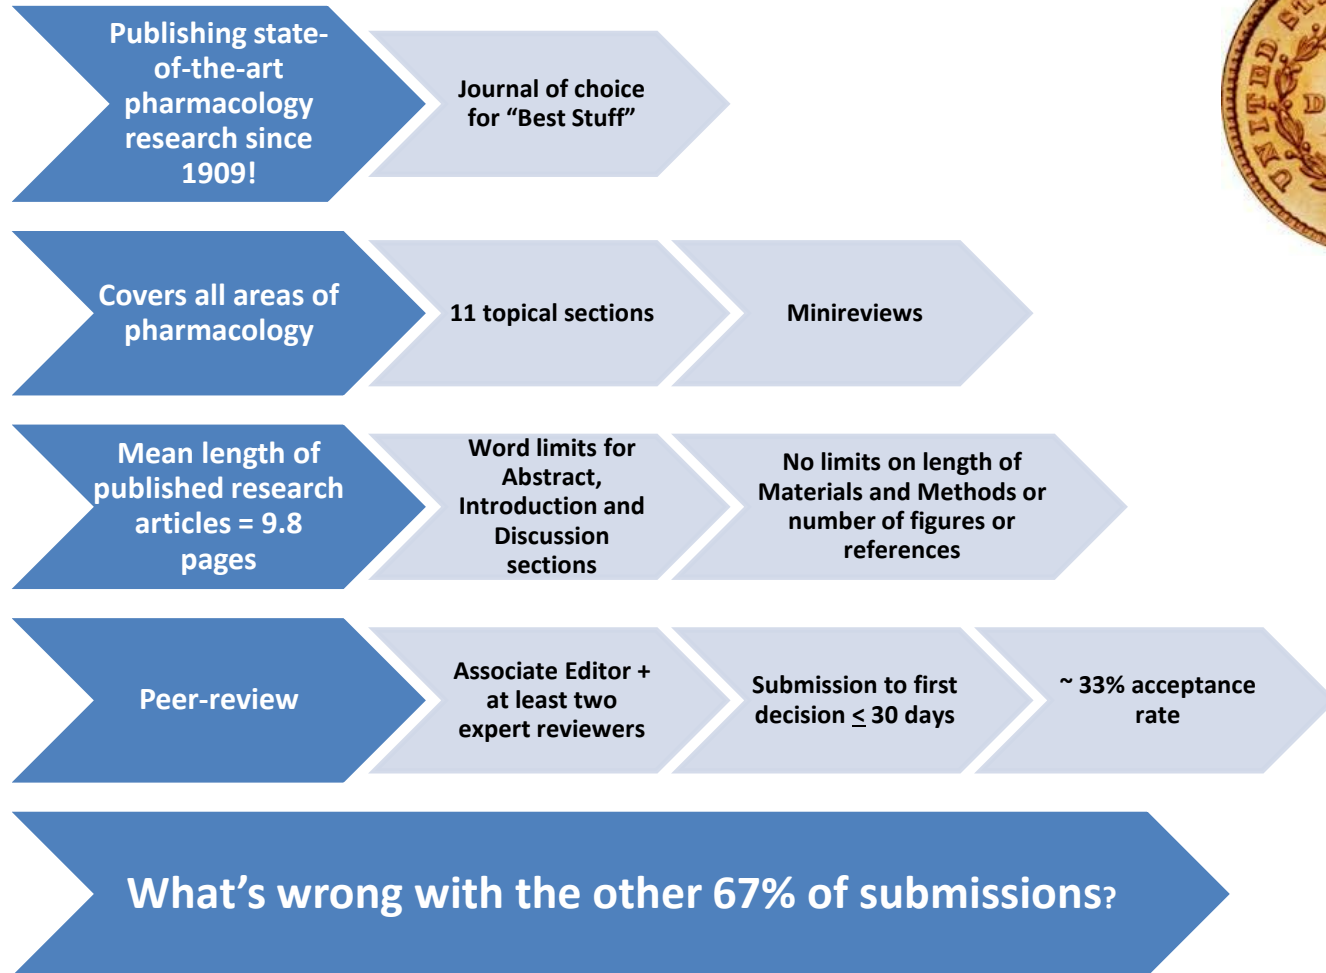 Publishing state-
of-the-art
pharmacology
research since
1909!
Journal of choice
for “Best Stuff”
UNITED ST
D
Covers all areas of
pharmacology
11 topical sections
Minireviews
Mean length of
published research
articles = 9.8
pages
Word limits for
Abstract,
Introduction and
Discussion
sections
No limits on length of
Materials and Methods or
number of figures or
references
Peer-review
Associate Editor +
at least two
expert reviewers
Submission to first
decision ≤ 30 days
~ 33% acceptance
rate
What’s wrong with the other 67% of submissions?